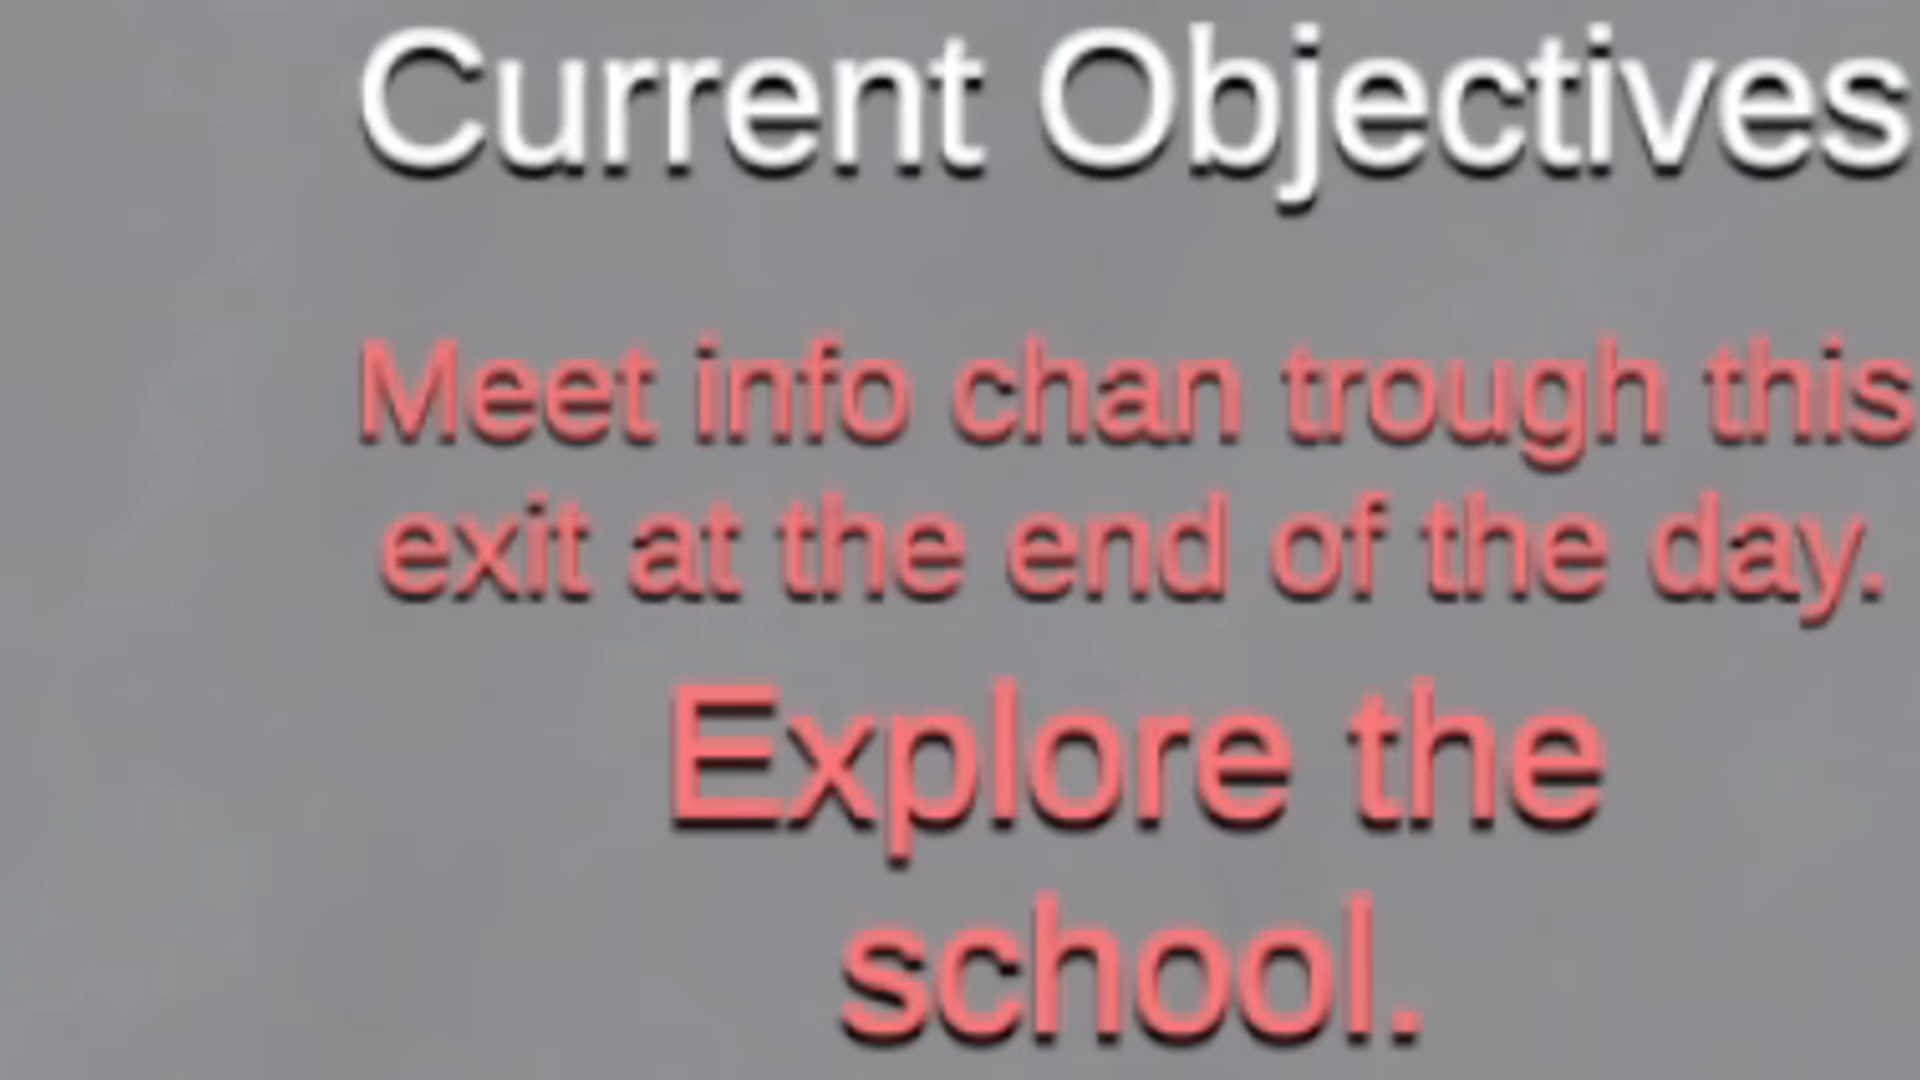 Current Objectives
Meet info chan trough this
exit at the end of the day.
Explore the
school.